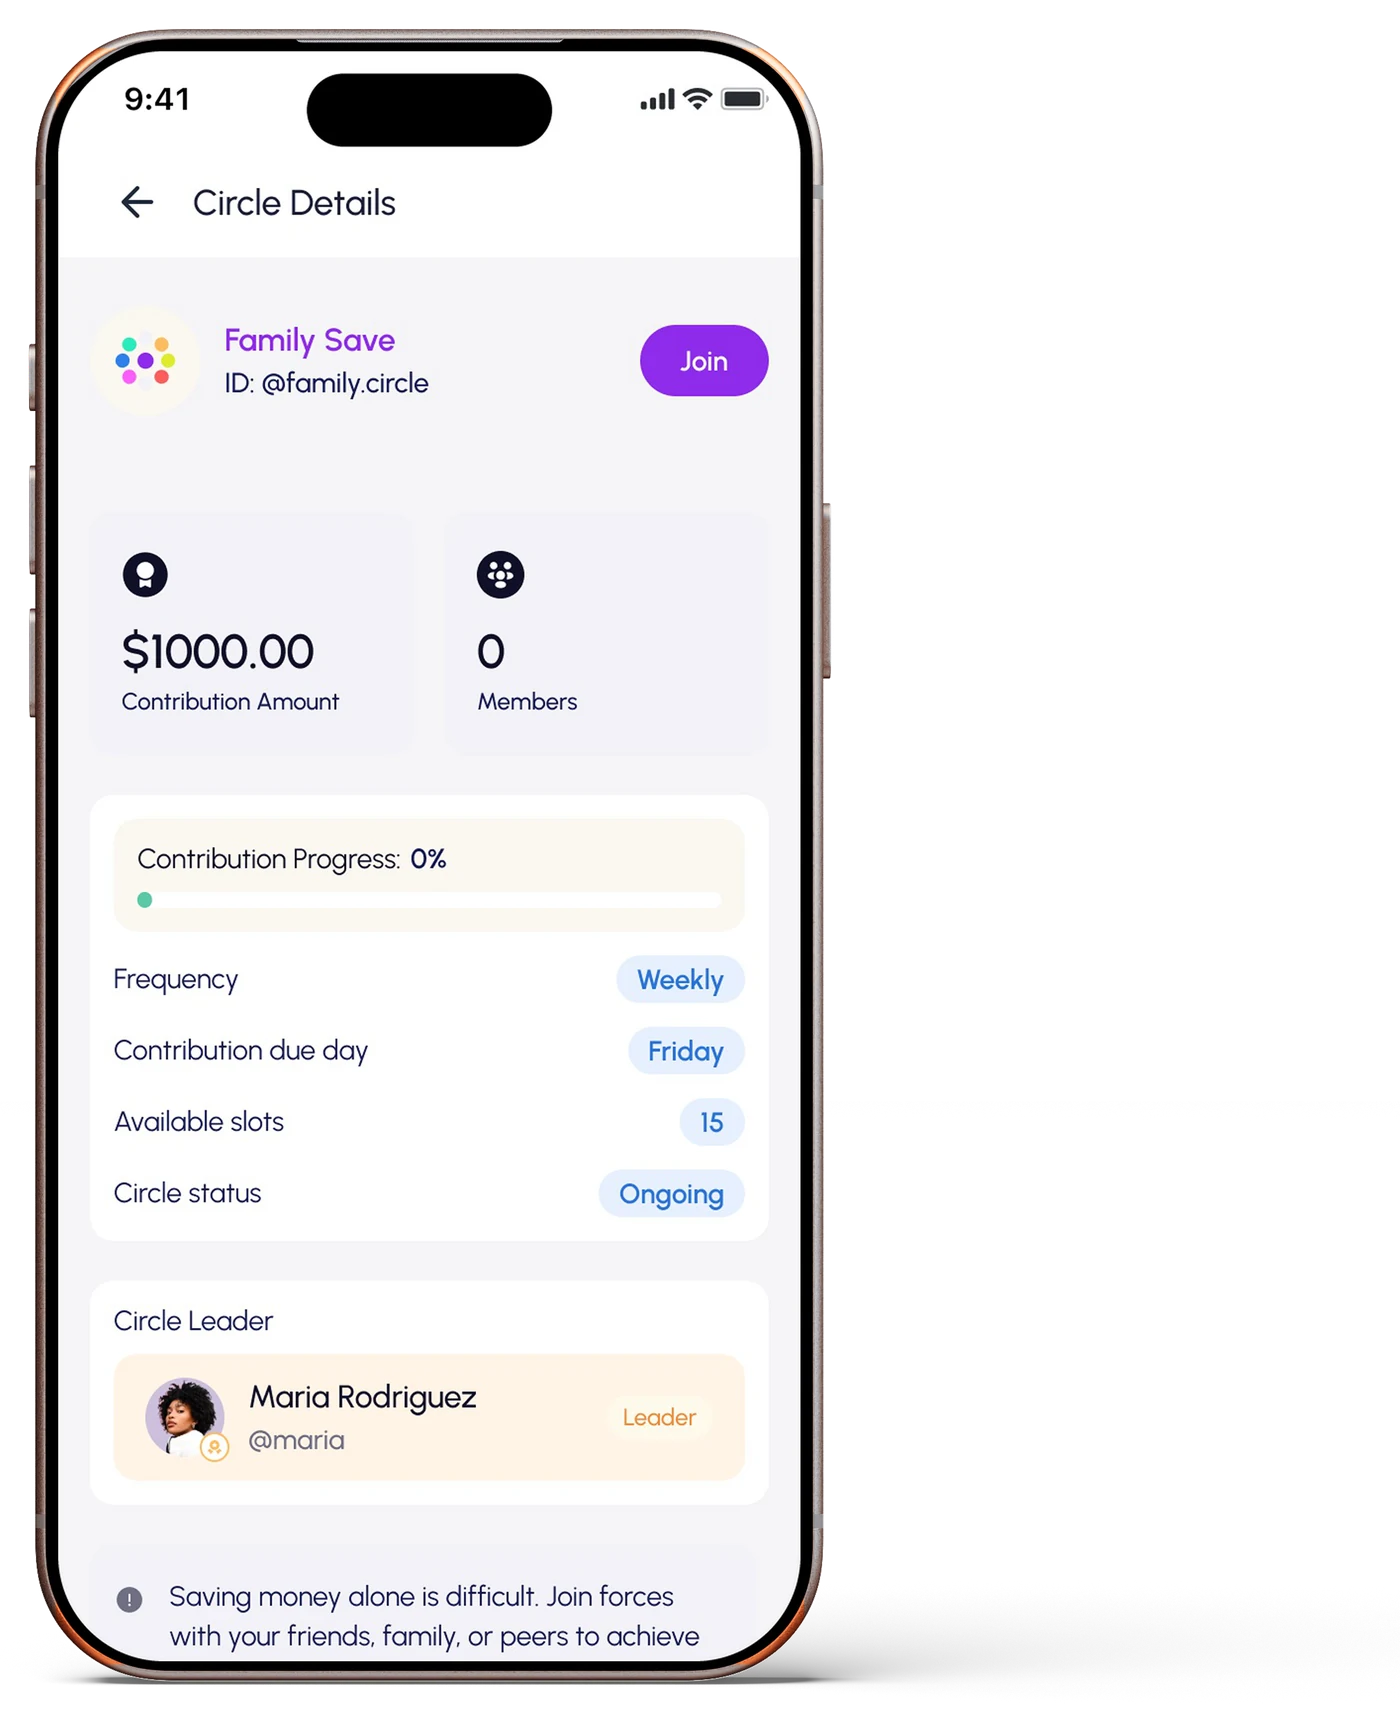 9:41
Circle Details
Family Save
Join
ID: @family.circle
$1000.00
0
Contribution Amount
Members
Contribution Progress: 0%
Frequency
Weekly
Contribution due day
Friday
Available slots
15
Circle status
Ongoing
Circle Leader
Maria Rodriguez
Leader
@maria
Saving money alone is difficult. Join forces
with your friends, family, or peers to achieve